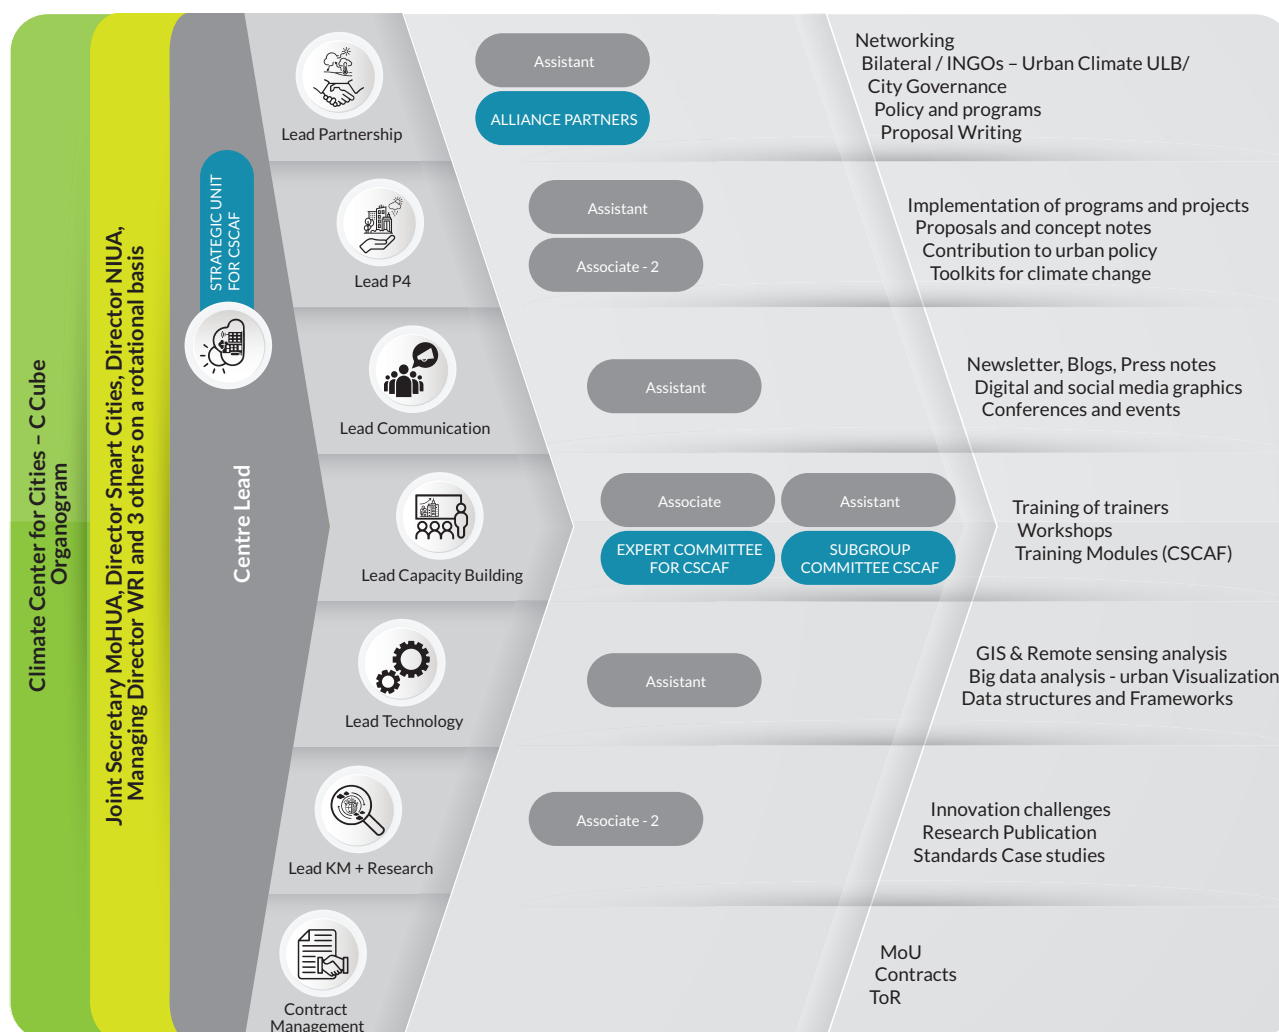 Climate Center for Cities – C Cube
Organogram
Joint Secretary MoHUA, Director Smart Cities, Director NIUA,
Managing Director WRI and 3 others on a rotational basis
Centre Lead
STRATEGIC UNIT
FOR CSCAF
Lead Partnership
Assistant
ALLIANCE PARTNERS
Networking
Bilateral / INGOs – Urban Climate ULB/
City Governance
Policy and programs
Proposal Writing
Lead P4
Assistant
Associate - 2
Implementation of programs and projects
Proposals and concept notes
Contribution to urban policy
Toolkits for climate change
Lead Communication
Assistant
Newsletter, Blogs, Press notes
Digital and social media graphics
Conferences and events
Lead Capacity Building
Associate
Assistant
EXPERT COMMITTEE
FOR CSCAF
SUBGROUP
COMMITTEE CSCAF
Training of trainers
Workshops
Training Modules (CSCAF)
Lead Technology
Assistant
GIS & Remote sensing analysis
Big data analysis - urban Visualization
Data structures and Frameworks
Lead KM + Research
Associate - 2
Innovation challenges
Research Publication
Standards Case studies
Contract
Management
MoU
Contracts
ToR